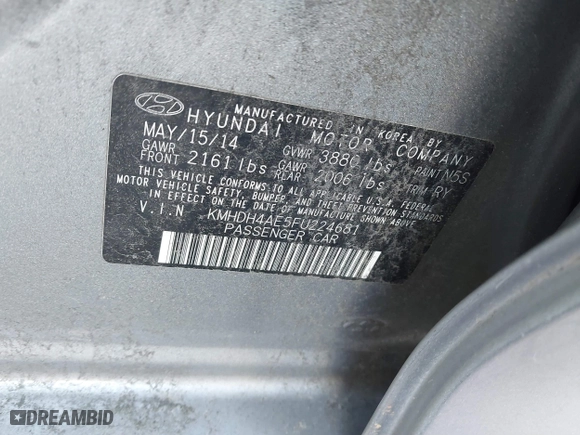 MANUFACTURED IN KOREA BY
HYUNDAI MOTOR COMPANY
MAY/15/14 GVWR 3880 lbs PAINT N5S
GAWR FRONT 2161 lbs GAWR REAR 2006 lbs TRIM RY
THIS VEHICLE CONFORMS TO ALL APPLICABLE U.S.A. FEDERAL
MOTOR VEHICLE SAFETY, BUMPER, AND THEFT PREVENTION STANDARDS
IN EFFECT ON THE DATE OF MANUFACTURE SHOWN ABOVE.
V.I.N KMHDH4AE5FU224681
PASSENGER CAR
DREAMBID